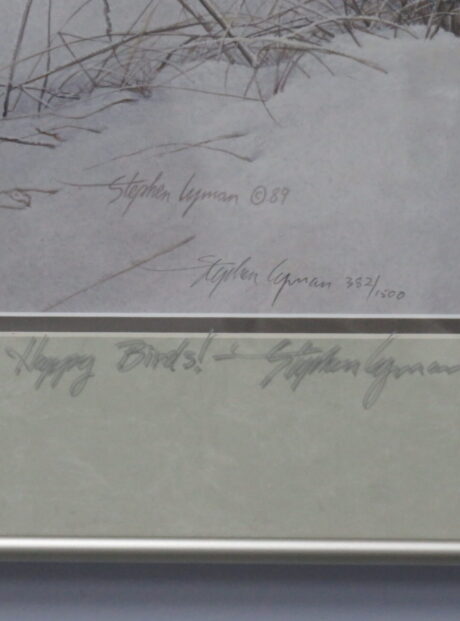 Stephen Lyman ©89
Stephen Lyman 382/1500
Happy Birds! - Stephen Lyman